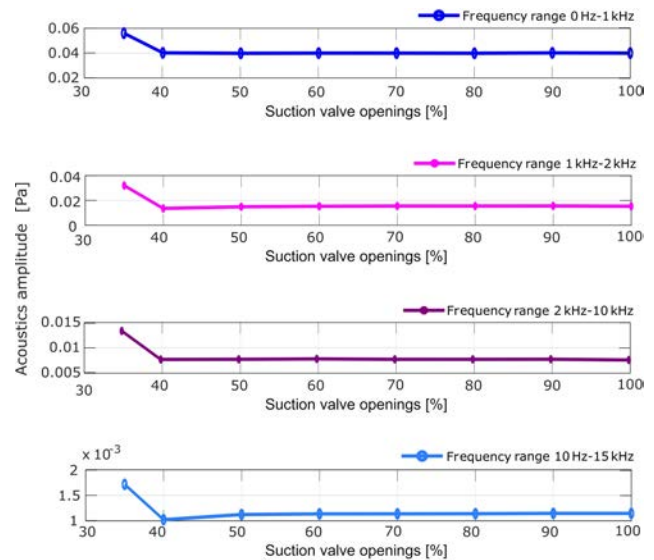 Frequency range 0 Hz-1 kHz
0.06
0.04
0.02
30 40 50 60 70 80 90 100
Suction valve openings [%]
Frequency range 1 kHz-2 kHz
0.04
0.02
0
30 40 50 60 70 80 90 100
Suction valve openings [%]
Acoustics amplitude [Pa]
Frequency range 2 kHz-10 kHz
0.015
0.01
0.005
30 40 50 60 70 80 90 100
Suction valve openings [%]
Frequency range 10 Hz-15 kHz
x 10⁻³
2
1.5
1
30 40 50 60 70 80 90 100
Suction valve openings [%]